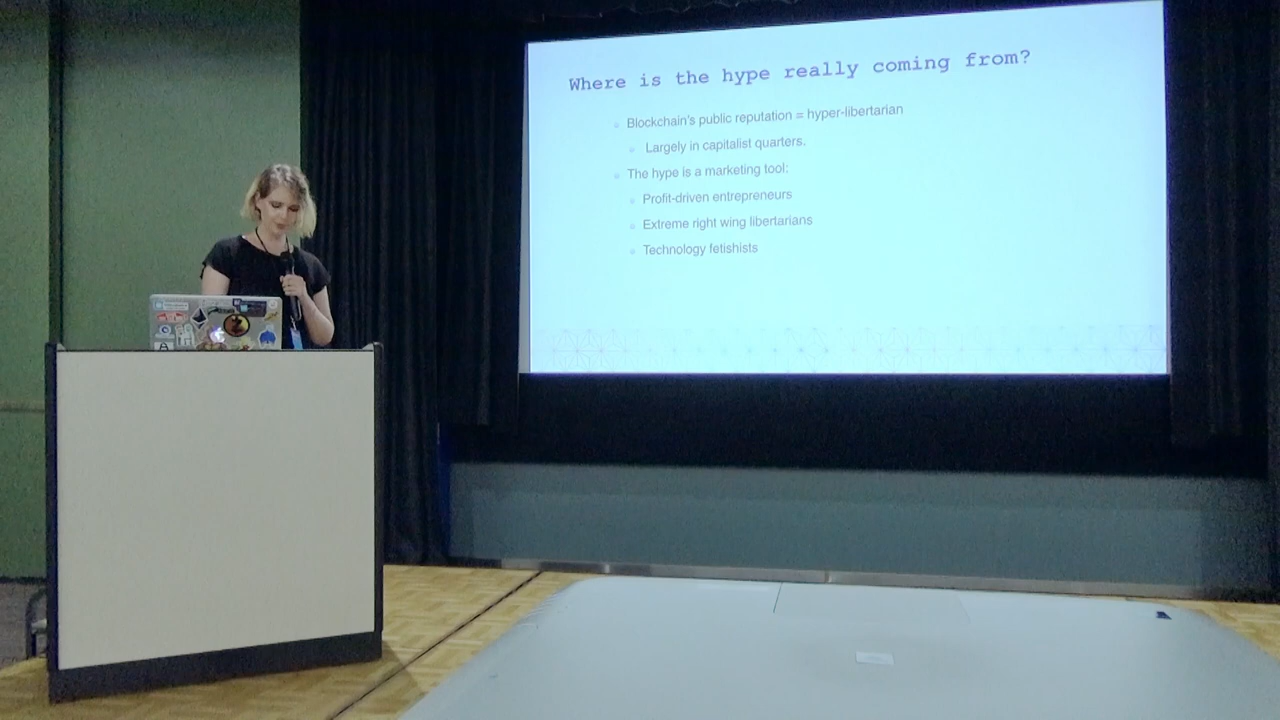 Where is the hype really coming from?
Blockchain's public reputation = hyper-libertarian
Largely in capitalist quarters.
The hype is a marketing tool:
Profit-driven entrepreneurs
Extreme right wing libertarians
Technology fetishists